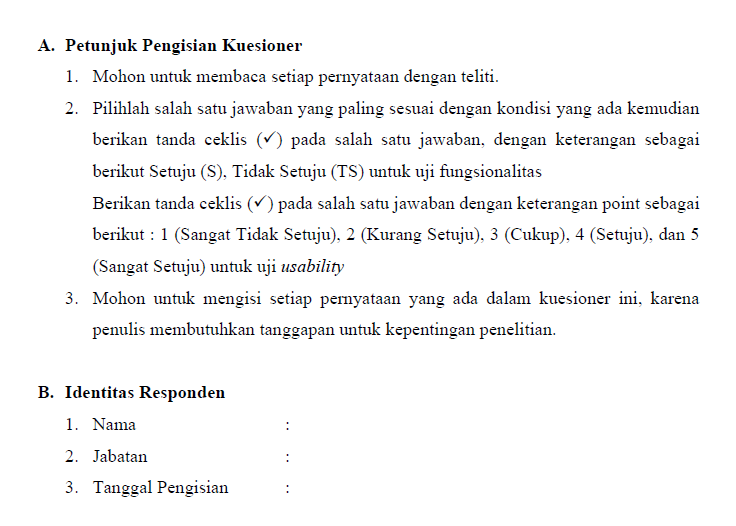 A. Petunjuk Pengisian Kuesioner
1. Mohon untuk membaca setiap pernyataan dengan teliti.
2. Pilihlah salah satu jawaban yang paling sesuai dengan kondisi yang ada kemudian
berikan tanda ceklis (✓) pada salah satu jawaban, dengan keterangan sebagai
berikut Setuju (S), Tidak Setuju (TS) untuk uji fungsionalitas
Berikan tanda ceklis (✓) pada salah satu jawaban dengan keterangan point sebagai
berikut : 1 (Sangat Tidak Setuju), 2 (Kurang Setuju), 3 (Cukup), 4 (Setuju), dan 5
(Sangat Setuju) untuk uji usability
3. Mohon untuk mengisi setiap pernyataan yang ada dalam kuesioner ini, karena
penulis membutuhkan tanggapan untuk kepentingan penelitian.
B. Identitas Responden
1. Nama :
2. Jabatan :
3. Tanggal Pengisian :